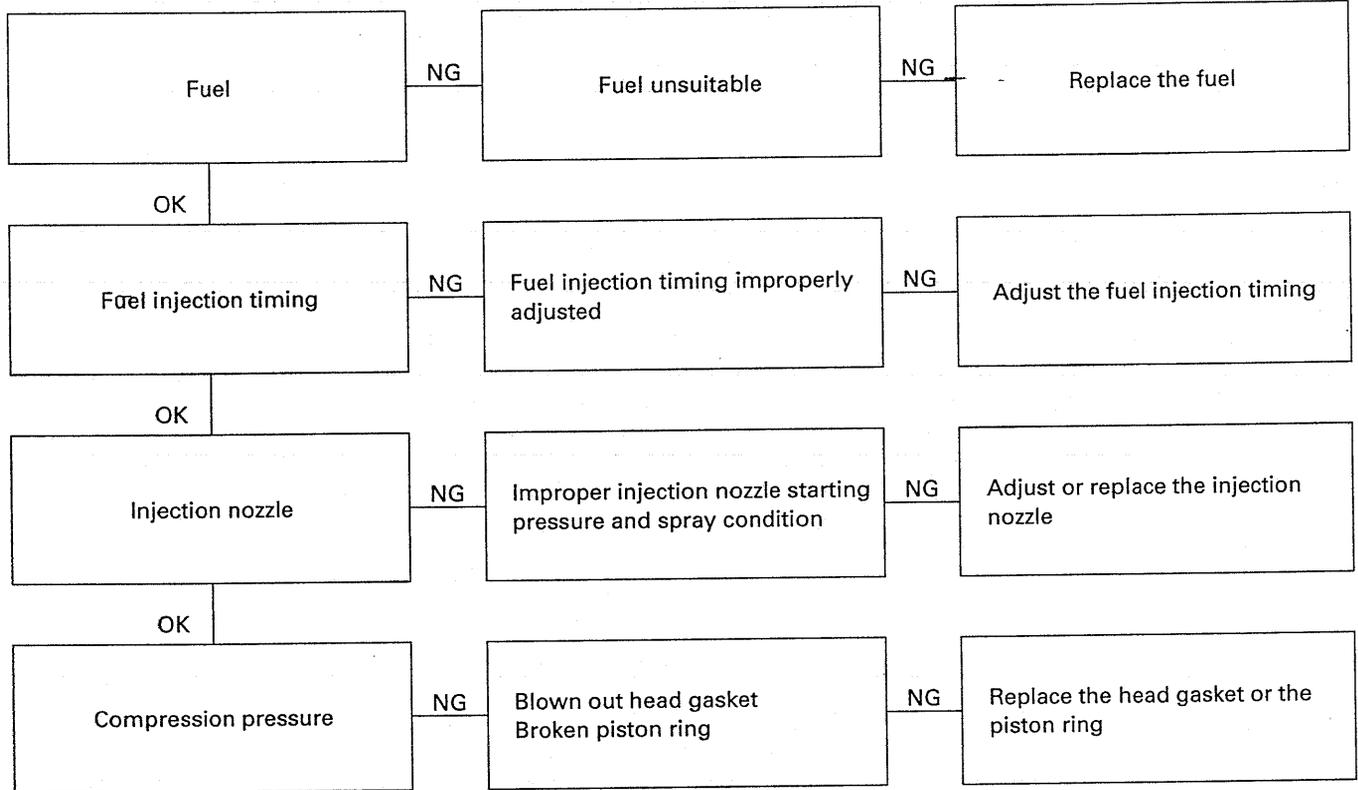 Fuel
NG
Fuel unsuitable
NG
Replace the fuel
OK
Fuel injection timing
NG
Fuel injection timing improperly
adjusted
NG
Adjust the fuel injection timing
OK
Injection nozzle
NG
Improper injection nozzle starting
pressure and spray condition
NG
Adjust or replace the injection
nozzle
OK
Compression pressure
NG
Blown out head gasket
Broken piston ring
NG
Replace the head gasket or the
piston ring